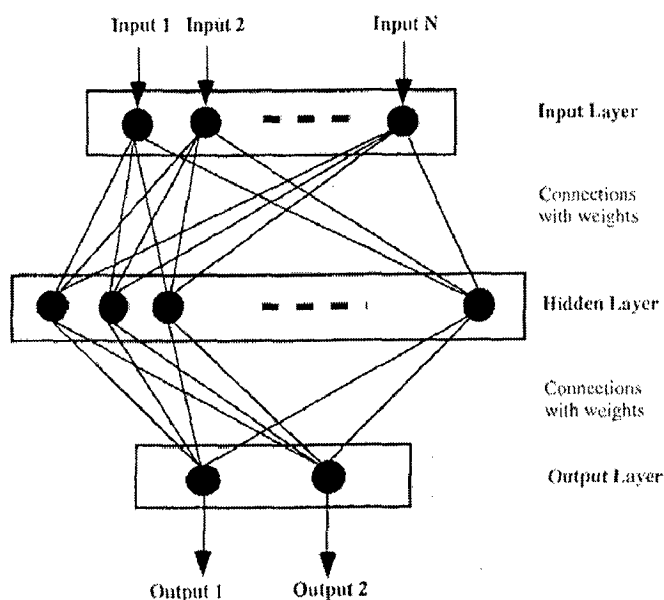 Input 1 Input 2 Input N
Input Layer
Connections
with weights
Hidden Layer
Connections
with weights
Output Layer
Output 1 Output 2